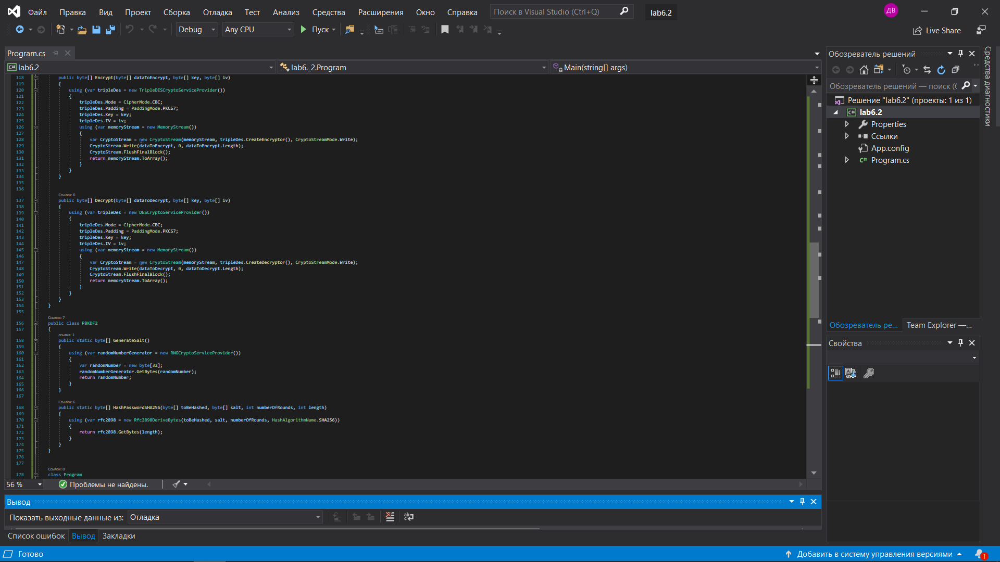 Файл Правка Вид Проект Сборка Отладка Тест Анализ Средства Расширения Окно Справка Поиск в Visual Studio (Ctrl+Q) lab6.2 ДВ
Debug Any CPU Пуск Live Share
Program.cs
lab6.2 lab6._2.Program Main(string[] args)
118 public byte[] Encrypt(byte[] dataToEncrypt, byte[] key, byte[] iv)
119 {
120 using (var tripleDes = new TripleDESCryptoServiceProvider())
121 {
122 tripleDes.Mode = CipherMode.CBC;
123 tripleDes.Padding = PaddingMode.PKCS7;
124 tripleDes.Key = key;
125 tripleDes.IV = iv;
126 using (var memoryStream = new MemoryStream())
127 {
128 var CryptoStream = new CryptoStream(memoryStream, tripleDes.CreateEncryptor(), CryptoStreamMode.Write);
129 CryptoStream.Write(dataToEncrypt, 0, dataToEncrypt.Length);
130 CryptoStream.FlushFinalBlock();
131 return memoryStream.ToArray();
132 }
133 }
134 }
135
136
Ссылок: 0
137 public byte[] Decrypt(byte[] dataToDecrypt, byte[] key, byte[] iv)
138 {
139 using (var tripleDes = new DESCryptoServiceProvider())
140 {
141 tripleDes.Mode = CipherMode.CBC;
142 tripleDes.Padding = PaddingMode.PKCS7;
143 tripleDes.Key = key;
144 tripleDes.IV = iv;
145 using (var memoryStream = new MemoryStream())
146 {
147 var CryptoStream = new CryptoStream(memoryStream, tripleDes.CreateDecryptor(), CryptoStreamMode.Write);
148 CryptoStream.Write(dataToDecrypt, 0, dataToDecrypt.Length);
149 CryptoStream.FlushFinalBlock();
150 return memoryStream.ToArray();
151 }
152 }
153 }
154 }
155
Ссылок: 7
156 public class PBKDF2
157 {
ссылка: 1
158 public static byte[] GenerateSalt()
159 {
160 using (var randomNumberGenerator = new RNGCryptoServiceProvider())
161 {
162 var randomNumber = new byte[32];
163 randomNumberGenerator.GetBytes(randomNumber);
164 return randomNumber;
165 }
166 }
167
Ссылок: 6
168 public static byte[] HashPasswordSHA256(byte[] toBeHashed, byte[] salt, int numberOfRounds, int length)
169 {
170 using (var rfc2898 = new Rfc2898DeriveBytes(toBeHashed, salt, numberOfRounds, HashAlgorithmName.SHA256))
171 {
172 return rfc2898.GetBytes(length);
173 }
174 }
175 }
176
177
Ссылок: 0
178 class Program
56 % Проблемы не найдены.
Вывод
Показать выходные данные из: Отладка
Список ошибок Вывод Закладки
Готово
Добавить в систему управления версиями 1
Обозреватель решений
Обозреватель решений — поиск (
Решение "lab6.2" (проекты: 1 из 1)
lab6.2
Properties
Ссылки
App.config
Program.cs
Обозреватель ре... Team Explorer —...
Свойства
Средства диагностики